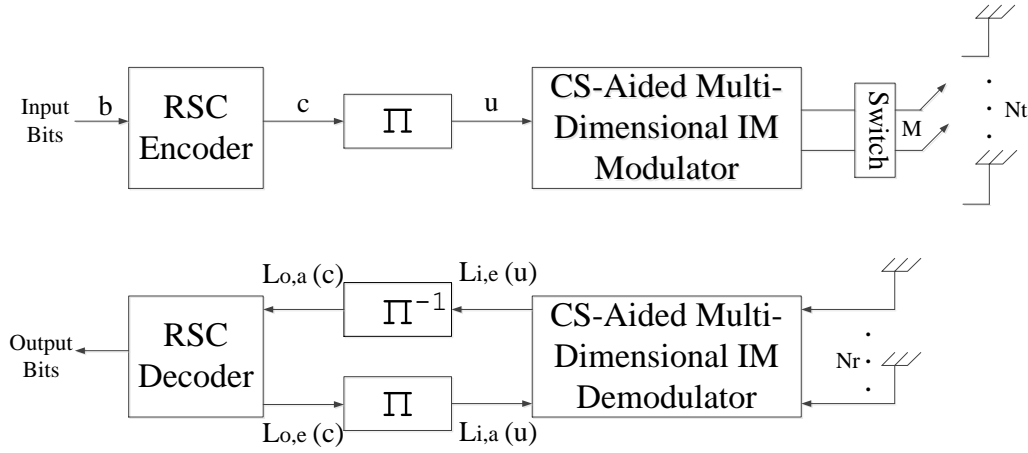 Input
Bits
b
RSC
Encoder
c
Π
u
CS-Aided Multi-
Dimensional IM
Modulator
Switch
M
Nt
Output
Bits
RSC
Decoder
Lo,a (c)
Π-1
Li,e (u)
Lo,e (c)
Π
Li,a (u)
CS-Aided Multi-
Dimensional IM
Demodulator
Nr